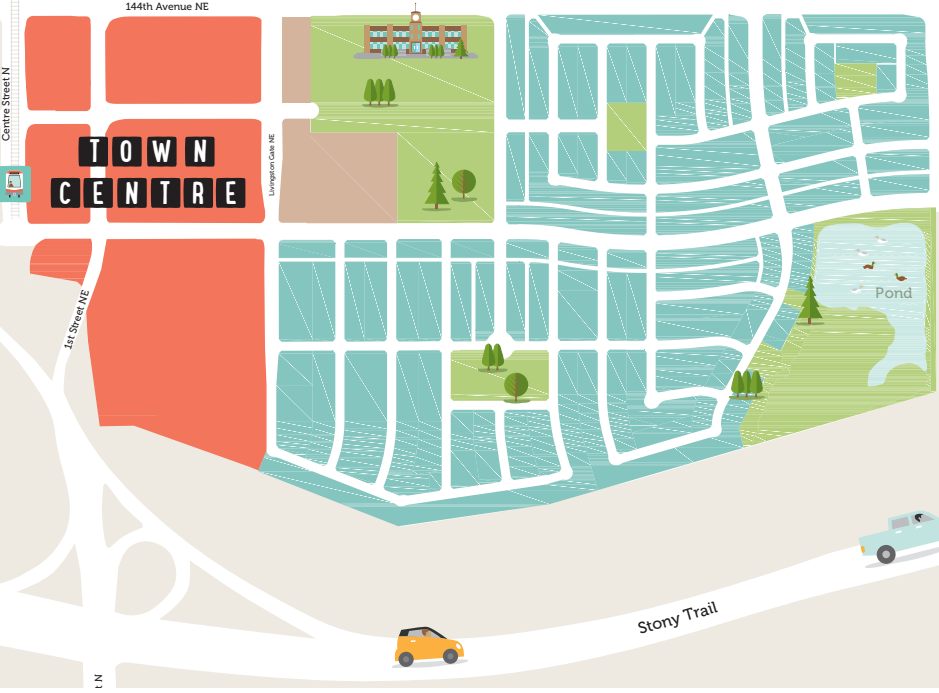 144th Avenue NE
Centre Street N
TOWN
CENTRE
Livingston Gate NE
1st Street NE
Pond
Stony Trail
t N